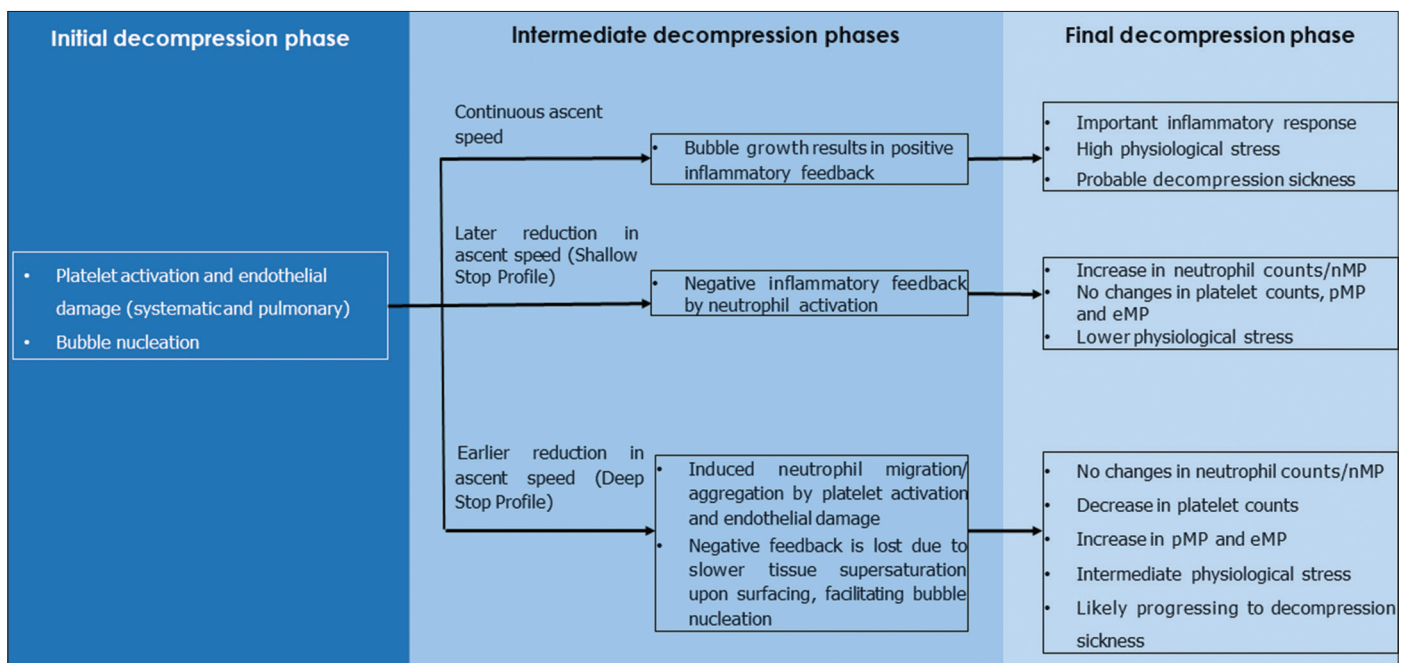 Initial decompression phase
Intermediate decompression phases
Final decompression phase
• Platelet activation and endothelial
damage (systematic and pulmonary)
• Bubble nucleation
Continuous ascent
speed
• Bubble growth results in positive
inflammatory feedback
• Important inflammatory response
• High physiological stress
• Probable decompression sickness
Later reduction in
ascent speed (Shallow
Stop Profile)
• Negative inflammatory feedback
by neutrophil activation
• Increase in neutrophil counts/nMP
• No changes in platelet counts, pMP
and eMP
• Lower physiological stress
Earlier reduction in
ascent speed (Deep
Stop Profile)
• Induced neutrophil migration/
aggregation by platelet activation
and endothelial damage
• Negative feedback is lost due to
slower tissue supersaturation
upon surfacing, facilitating bubble
nucleation
• No changes in neutrophil counts/nMP
• Decrease in platelet counts
• Increase in pMP and eMP
• Intermediate physiological stress
• Likely progressing to decompression
sickness